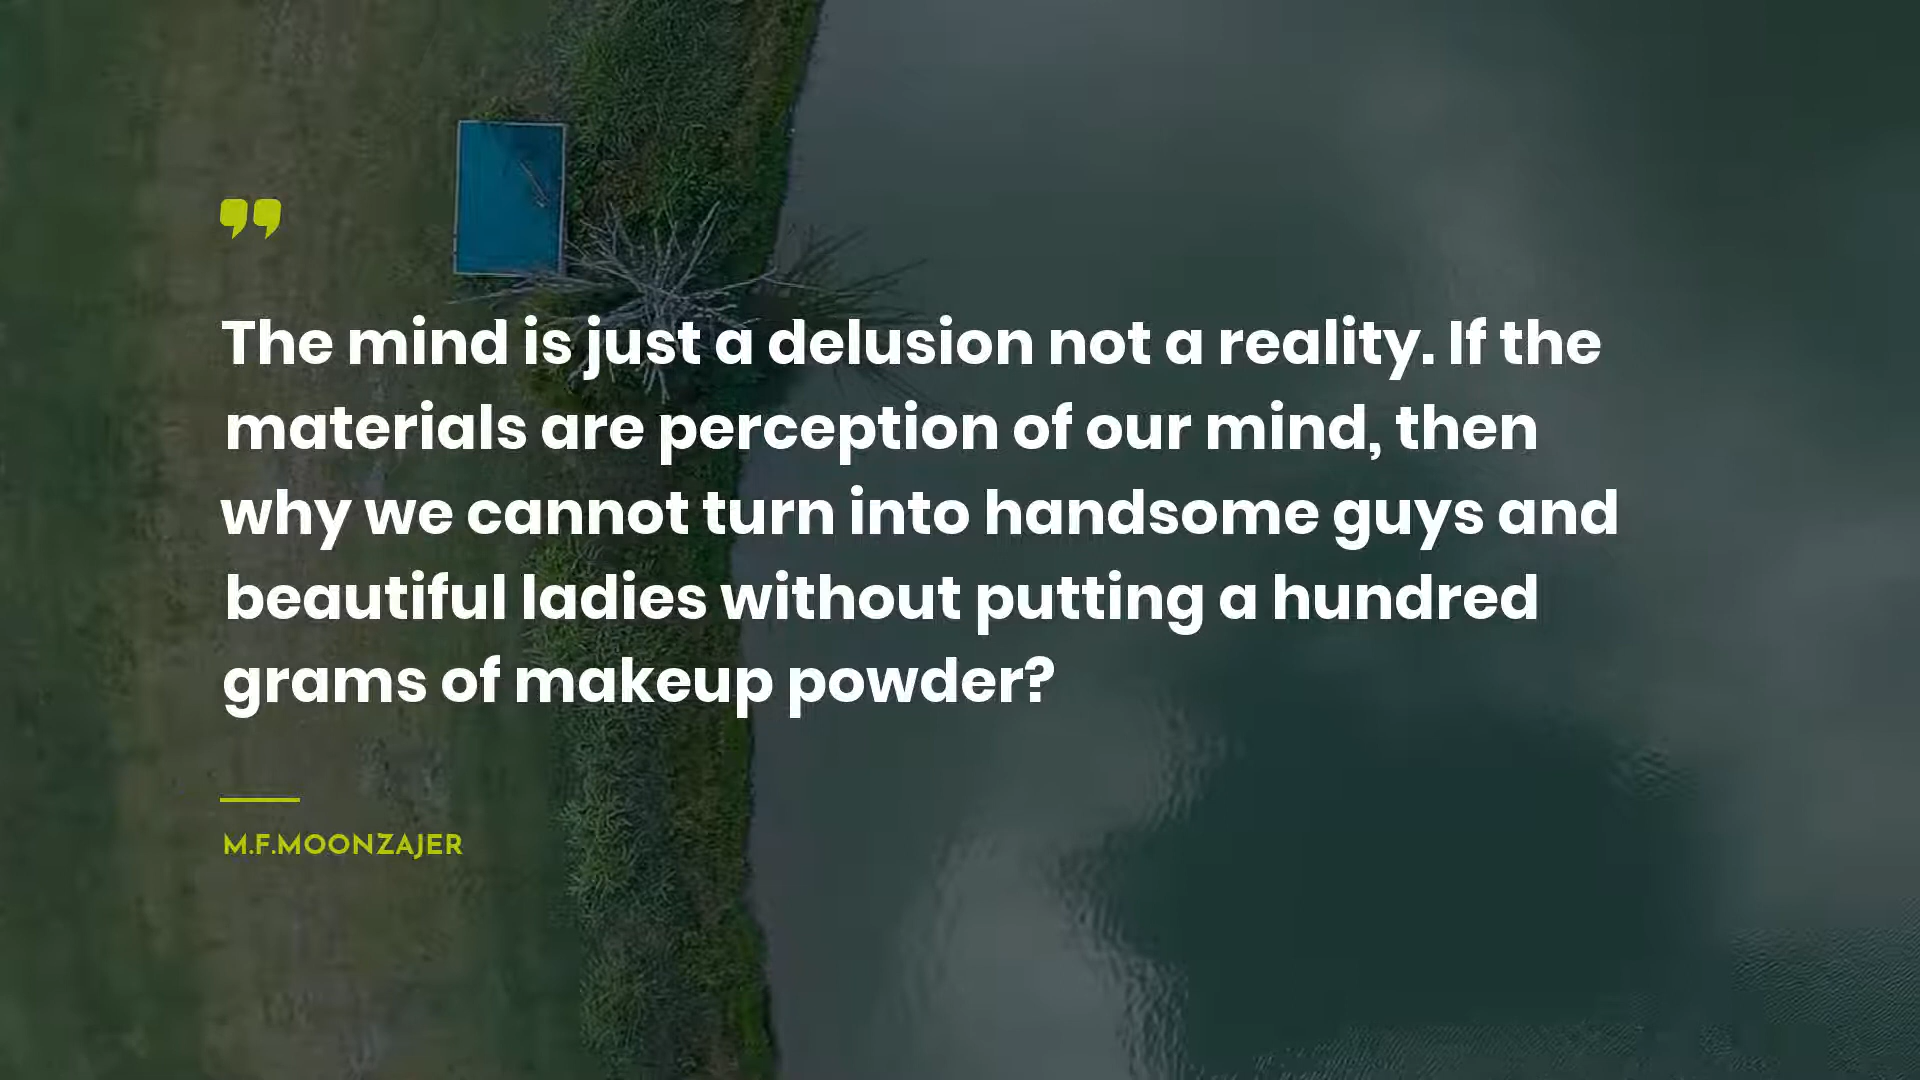 The mind is just a delusion not a reality. If the
materials are perception of our mind, then
why we cannot turn into handsome guys and
beautiful ladies without putting a hundred
grams of makeup powder?
M.F.MOONZAJER